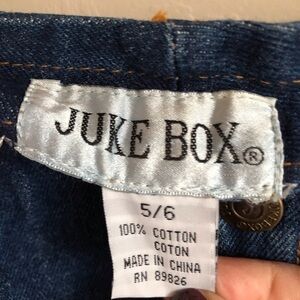 JUKE BOX®
5/6
100% COTTON
COTON
MADE IN CHINA
RN 89826